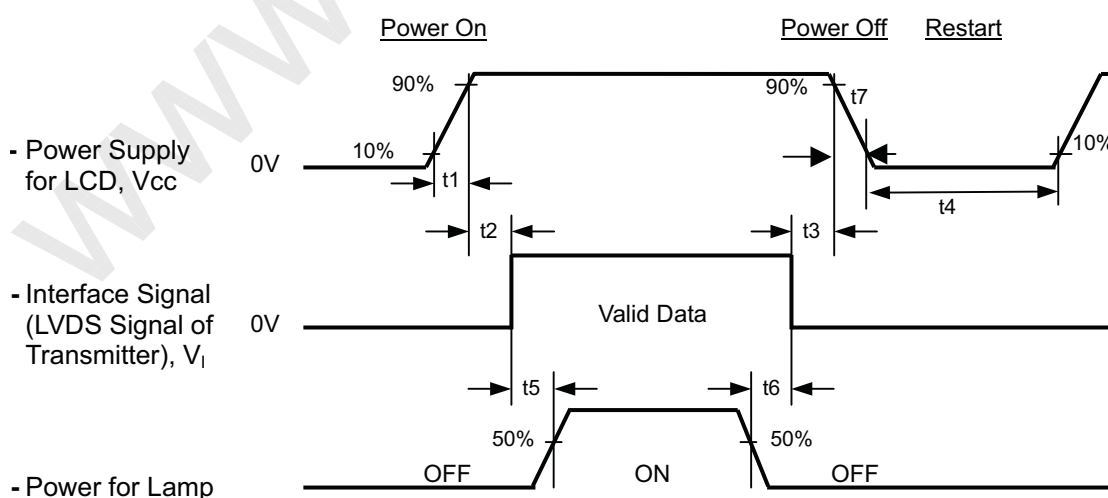 Power On
Power Off
Restart
90%
90%
t7
- Power Supply
for LCD, Vcc
0V
10%
10%
t1
t4
t2
t3
- Interface Signal
(LVDS Signal of
Transmitter), VI
0V
Valid Data
t5
t6
50%
50%
- Power for Lamp
OFF
ON
OFF